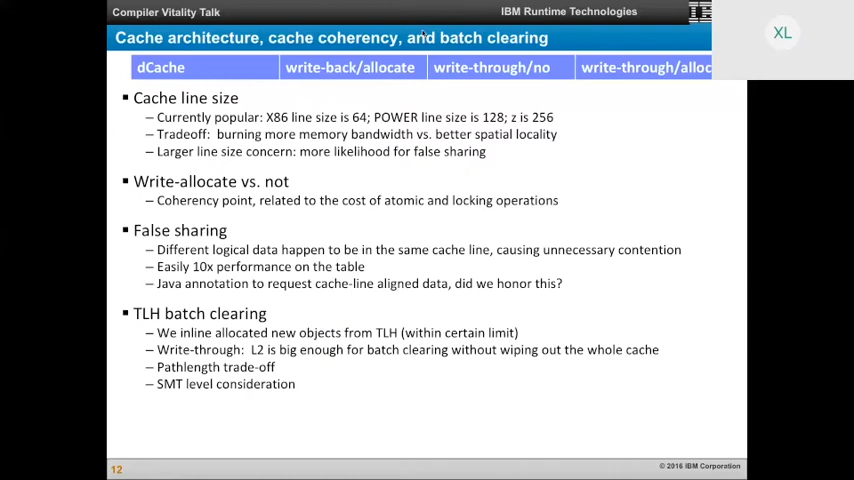 Compiler Vitality Talk
IBM Runtime Technologies
XL
Cache architecture, cache coherency, and batch clearing
dCache write-back/allocate write-through/no write-through/alloc
▪ Cache line size
– Currently popular: X86 line size is 64; POWER line size is 128; z is 256
– Tradeoff: burning more memory bandwidth vs. better spatial locality
– Larger line size concern: more likelihood for false sharing
▪ Write-allocate vs. not
– Coherency point, related to the cost of atomic and locking operations
▪ False sharing
– Different logical data happen to be in the same cache line, causing unnecessary contention
– Easily 10x performance on the table
– Java annotation to request cache-line aligned data, did we honor this?
▪ TLH batch clearing
– We inline allocated new objects from TLH (within certain limit)
– Write-through: L2 is big enough for batch clearing without wiping out the whole cache
– Pathlength trade-off
– SMT level consideration
12
© 2016 IBM Corporation